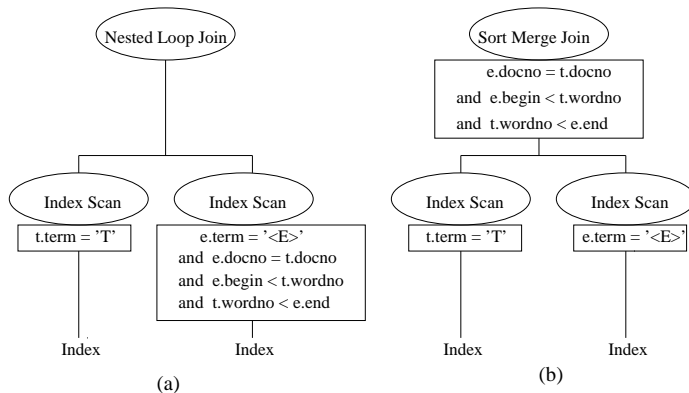 Nested Loop Join
Index Scan
t.term = 'T'
Index
Index Scan
e.term = '<E>'
and e.docno = t.docno
and e.begin < t.wordno
and t.wordno < e.end
Index
(a)
Sort Merge Join
e.docno = t.docno
and e.begin < t.wordno
and t.wordno < e.end
Index Scan
t.term = 'T'
Index
Index Scan
e.term = '<E>'
Index
(b)